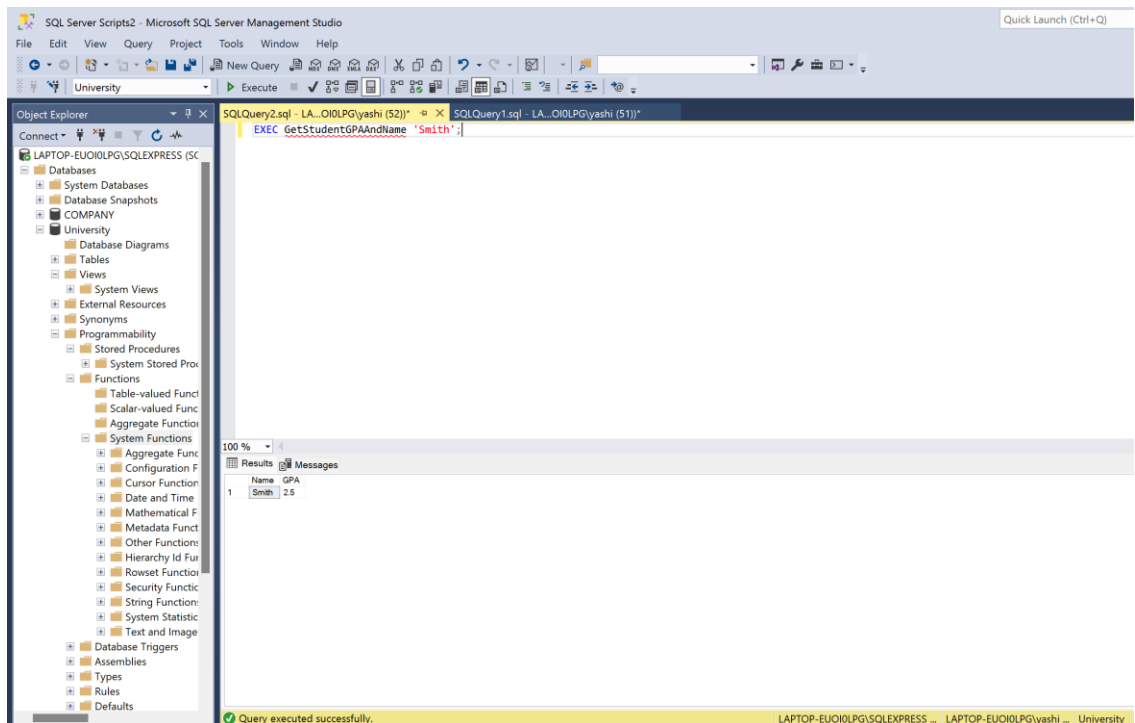 SQL Server Scripts2 - Microsoft SQL Server Management Studio
Quick Launch (Ctrl+Q)
File Edit View Query Project Tools Window Help
New Query
University
Execute
Object Explorer
SQLQuery2.sql - LA...OI0LPG\yashi (52))*
SQLQuery1.sql - LA...OI0LPG\yashi (51))*
Connect
EXEC GetStudentGPAAndName 'Smith';
LAPTOP-EUOI0LPG\SQLEXPRESS (SC
Databases
System Databases
Database Snapshots
COMPANY
University
Database Diagrams
Tables
Views
System Views
External Resources
Synonyms
Programmability
Stored Procedures
System Stored Proc
Functions
Table-valued Funct
Scalar-valued Func
Aggregate Function
System Functions
Aggregate Func
Configuration F
Cursor Function
Date and Time
Mathematical F
Metadata Funct
Other Functions
Hierarchy Id Fun
Rowset Function
Security Functic
String Functions
System Statistic
Text and Image
Database Triggers
Assemblies
Types
Rules
Defaults
100 %
Results Messages
Name GPA
1 Smith 2.5
Query executed successfully.
LAPTOP-EUOI0LPG\SQLEXPRESS ... LAPTOP-EUOI0LPG\yashi ... University